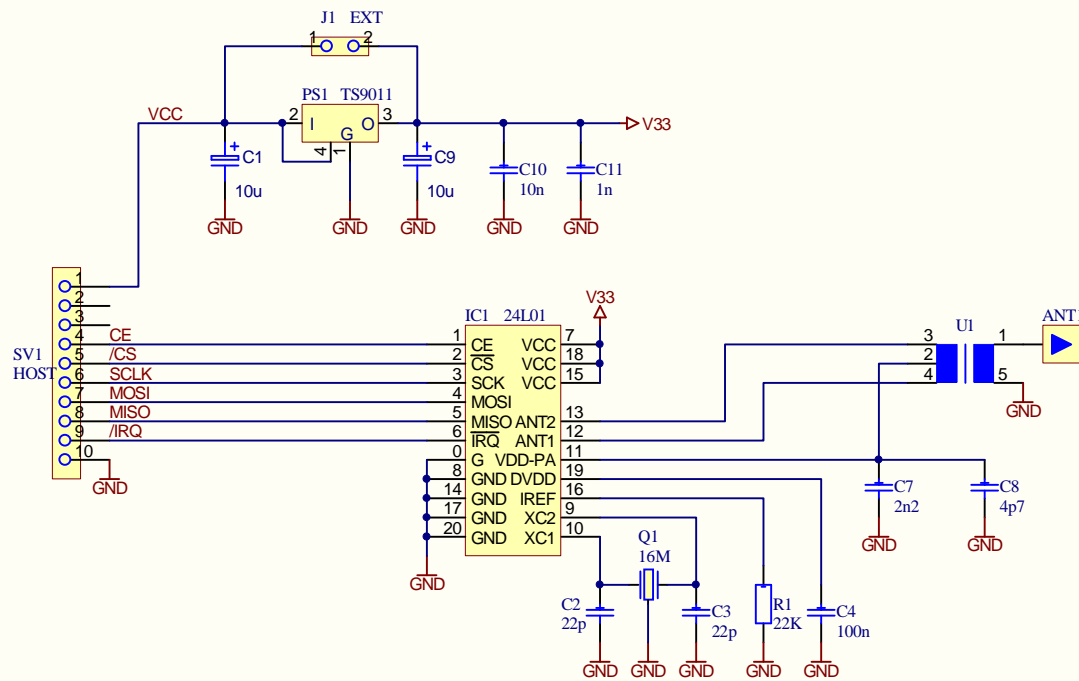 J1 EXT
1 2
PS1 TS9011
VCC 2 I O 3 V33
G
4 1
C1 10u
C9 10u
C10 10n
C11 1n
GND GND GND GND GND
SV1
HOST
1
2
3
4 CE
5 /CS
6 SCLK
7 MOSI
8 MISO
9 /IRQ
10
GND
IC1 24L01
V33
1 CE VCC 7
2 CS VCC 18
3 SCK VCC 15
4 MOSI
5 MISO ANT2 13
6 IRQ ANT1 12
0 G VDD-PA 11
8 GND DVDD 19
14 GND IREF 16
17 GND XC2 9
20 GND XC1 10
GND
U1 ANT1
3 1
2
4 5
GND
C7 2n2
C8 4p7
GND GND
Q1
16M
C2 22p
C3 22p
R1 22K
C4 100n
GND GND GND GND GND